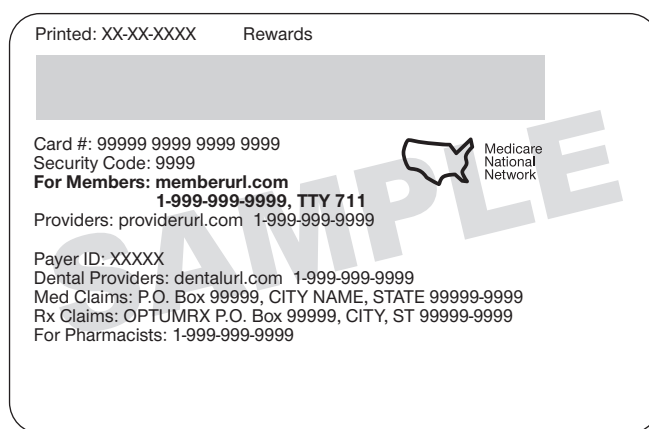 Printed: XX-XX-XXXX Rewards
Card #: 99999 9999 9999 9999
Security Code: 9999
For Members: memberurl.com
1-999-999-9999, TTY 711
Providers: providerurl.com 1-999-999-9999
Medicare
National
Network
Payer ID: XXXXX
Dental Providers: dentalurl.com 1-999-999-9999
Med Claims: P.O. Box 99999, CITY NAME, STATE 99999-9999
Rx Claims: OPTUMRX P.O. Box 99999, CITY, ST 99999-9999
For Pharmacists: 1-999-999-9999
SAMPLE